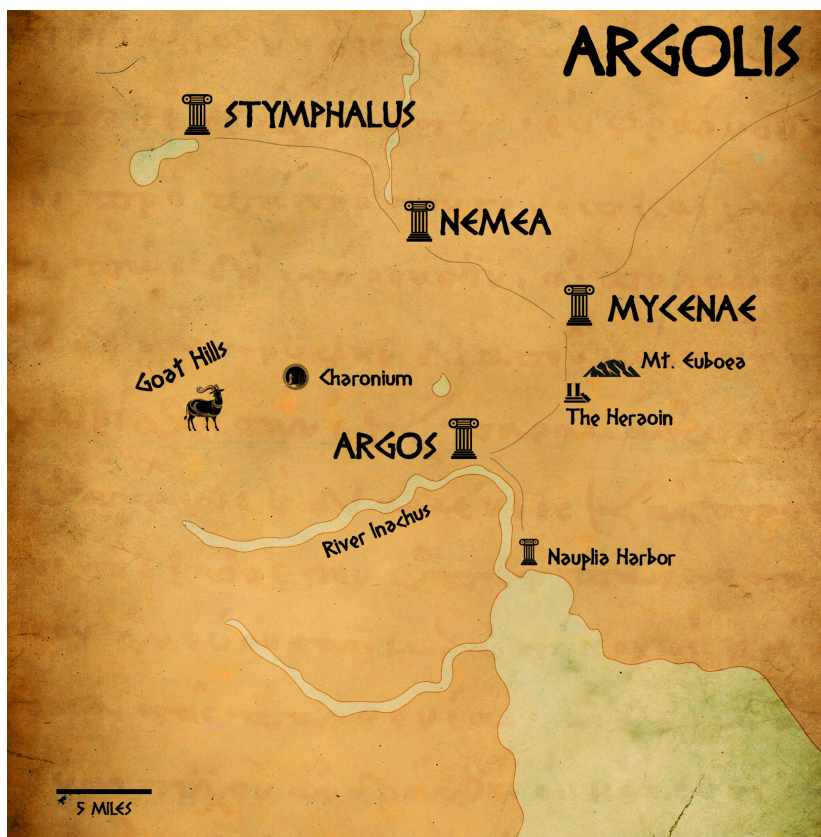 ARGOLIS
STYMPHALUS
NEMEA
MYCENAE
Mt. Euboea
Goat Hills
Charonium
The Heraoin
ARGOS
River Inachus
Nauplia Harbor
5 MILES